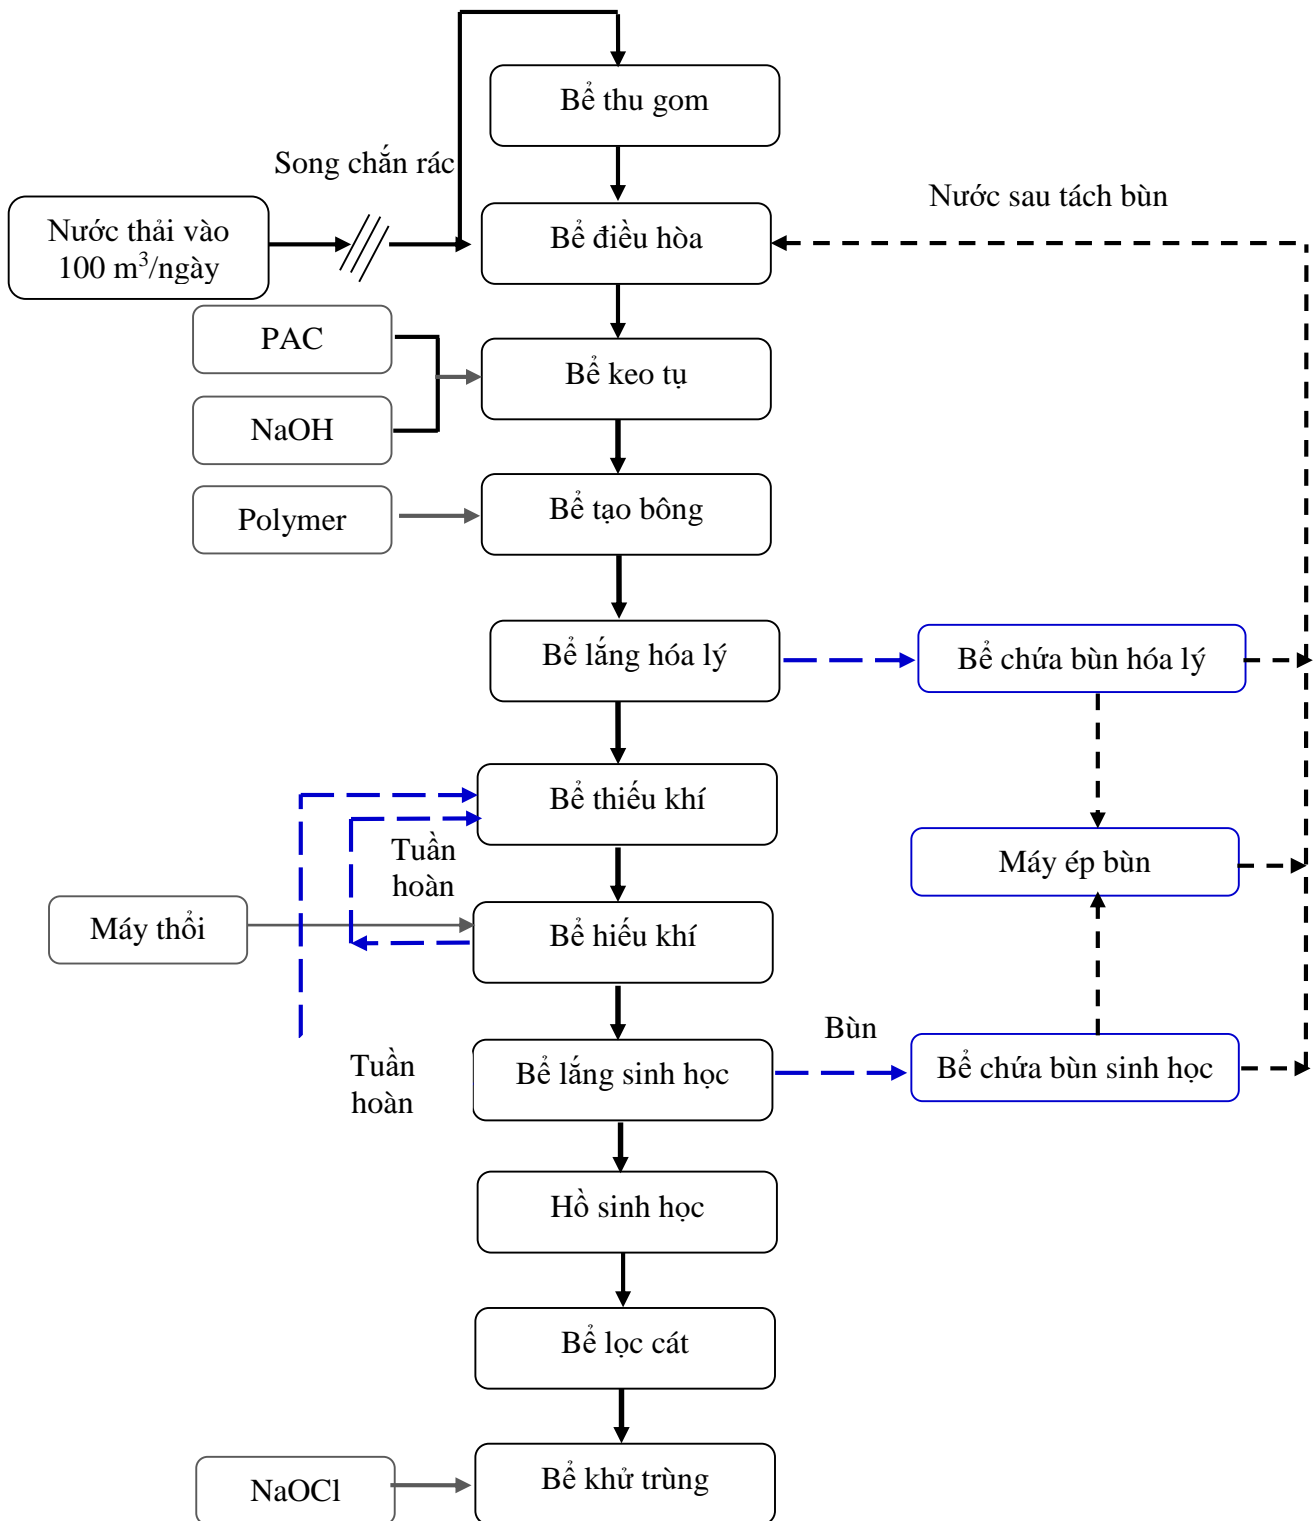 Bể thu gom
Song chắn rác
Nước sau tách bùn
Nước thải vào
100 m³/ngày
Bể điều hòa
PAC
Bể keo tụ
NaOH
Polymer
Bể tạo bông
Bể lắng hóa lý
Bể chứa bùn hóa lý
Bể thiếu khí
Tuần
hoàn
Máy ép bùn
Máy thổi
Bể hiếu khí
Bùn
Tuần
hoàn
Bể lắng sinh học
Bể chứa bùn sinh học
Hồ sinh học
Bể lọc cát
NaOCl
Bể khử trùng